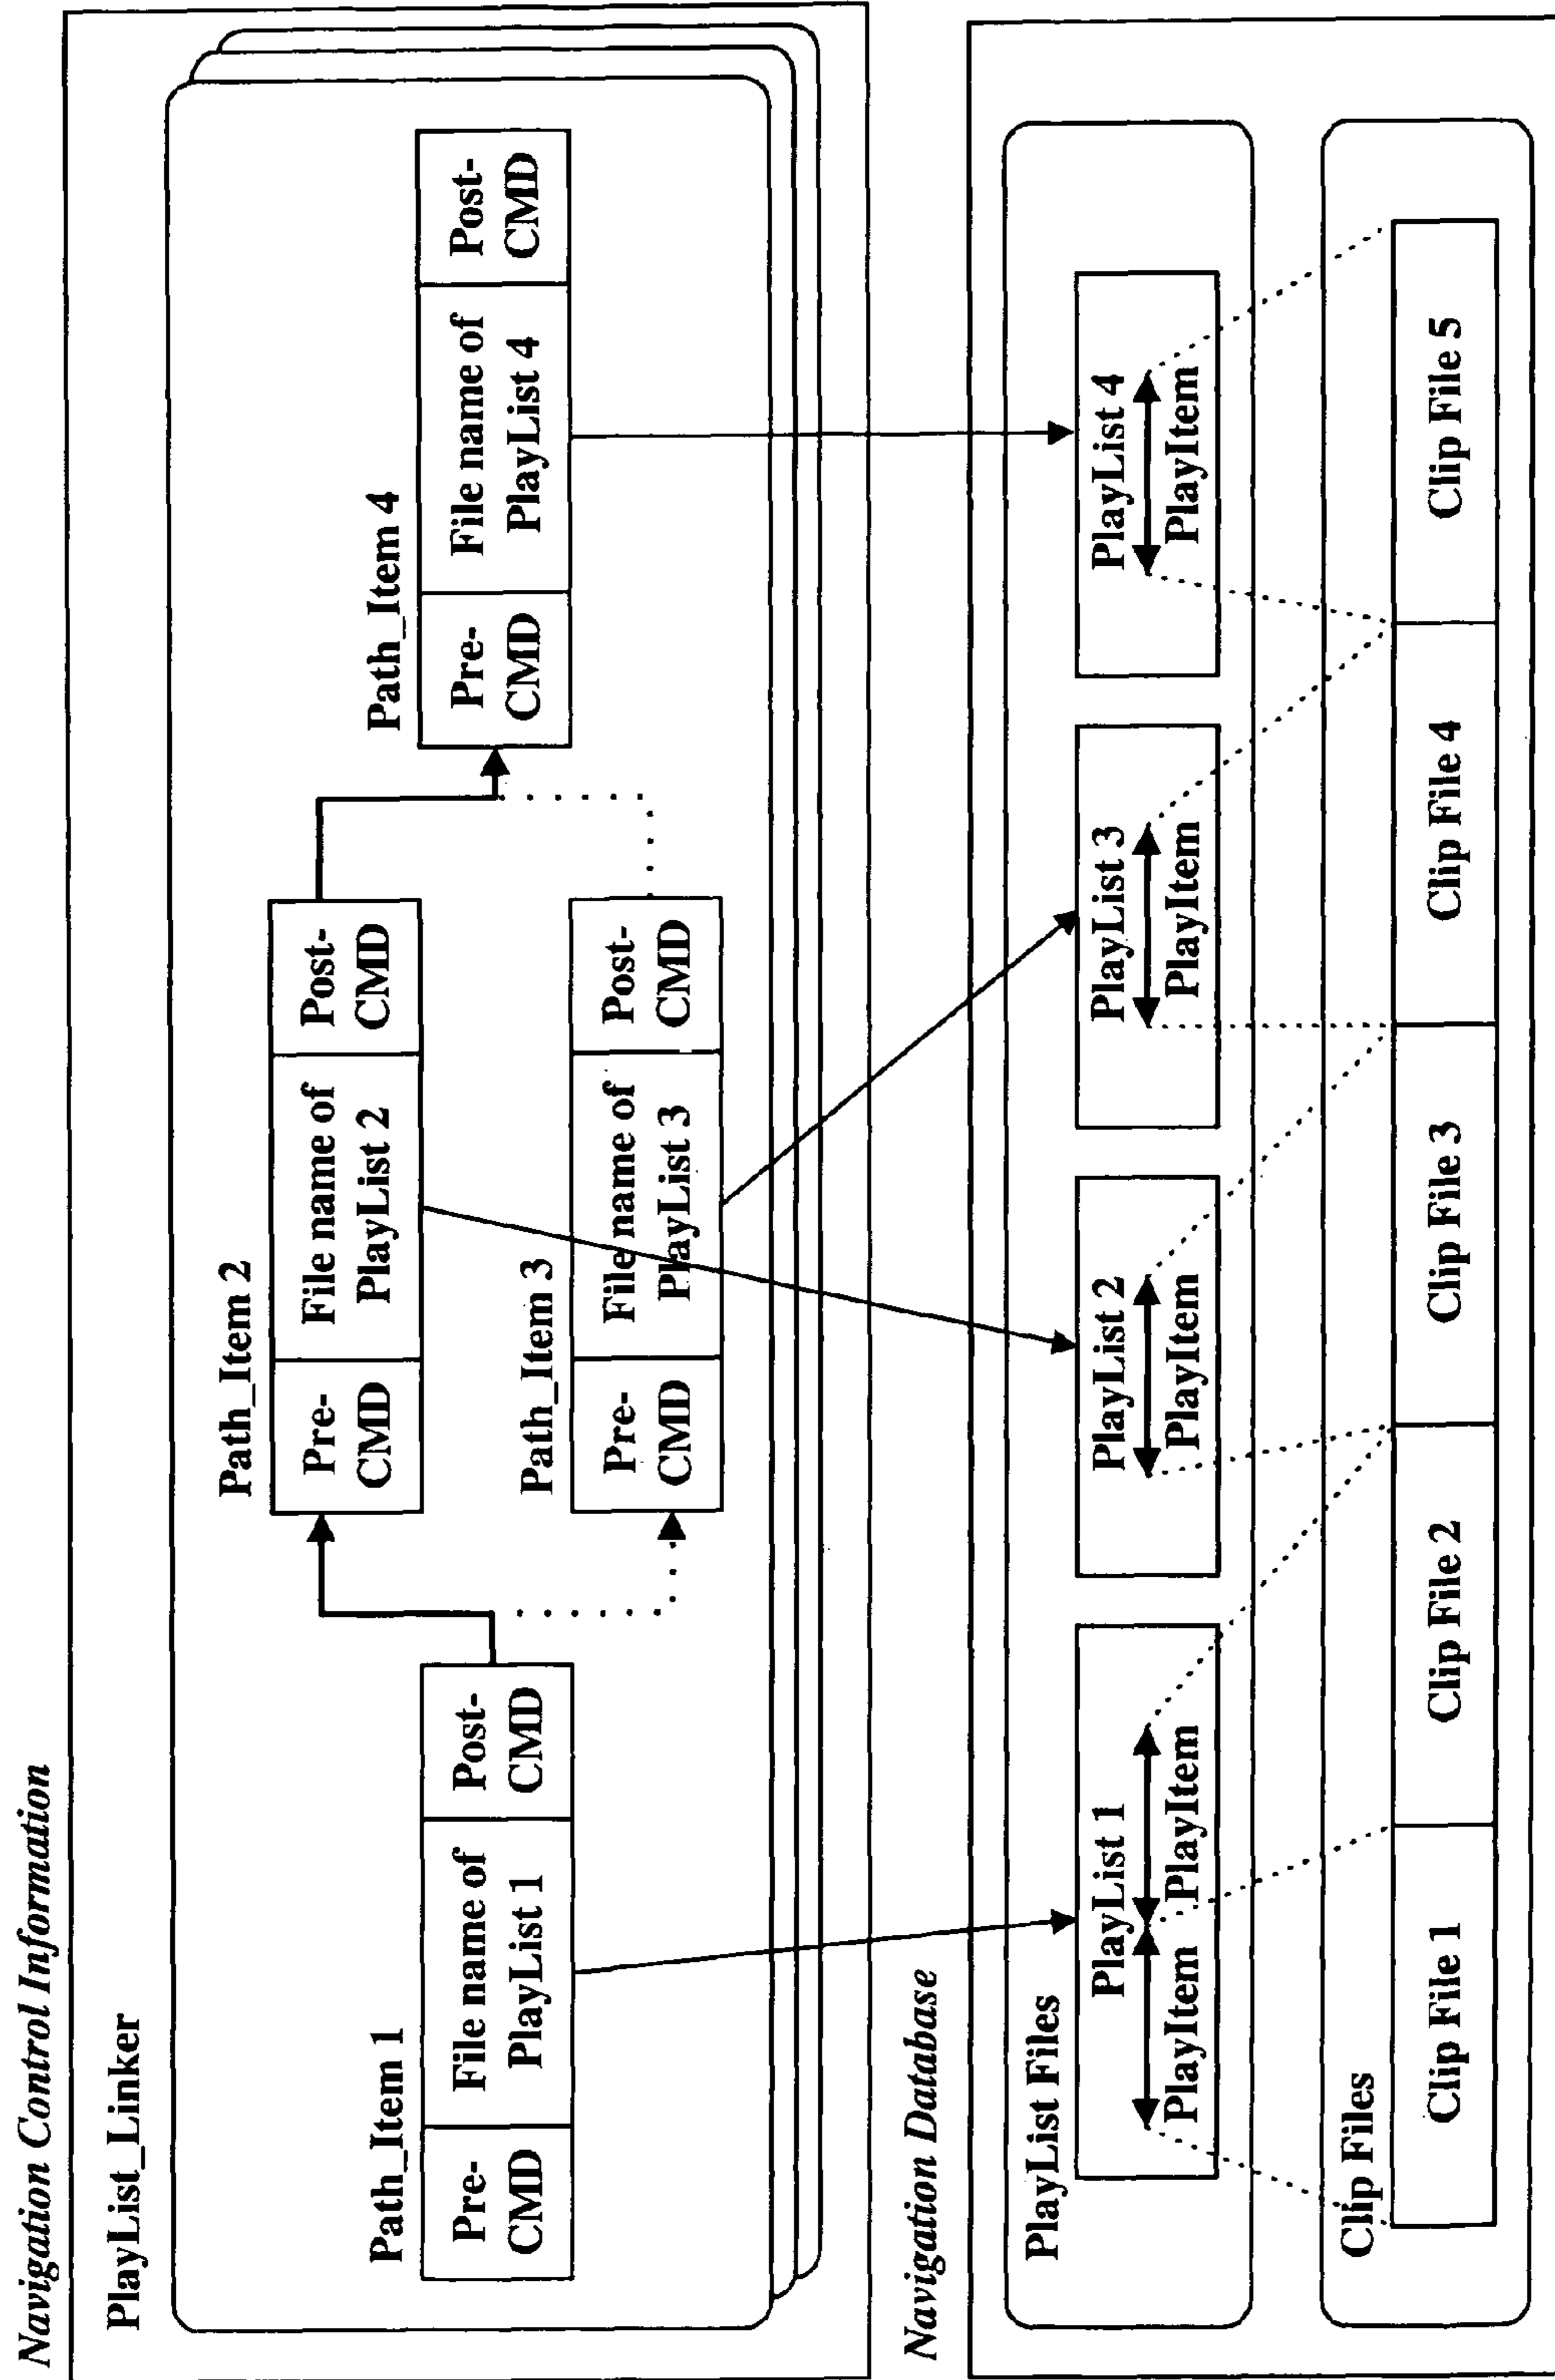 Navigation Control Information
PlayList_Linker
Path_Item 1
Pre-
CMD
File name of
PlayList 1
Post-
CMD
Path_Item 2
Pre-
CMD
File name of
PlayList 2
Post-
CMD
Path_Item 3
Pre-
CMD
File name of
PlayList 3
Post-
CMD
Path_Item 4
Pre-
CMD
File name of
PlayList 4
Post-
CMD
Navigation Database
PlayList Files
PlayList 1
PlayItem
PlayItem
PlayList 2
PlayItem
PlayList 3
PlayItem
PlayList 4
PlayItem
Clip Files
Clip File 1
Clip File 2
Clip File 3
Clip File 4
Clip File 5